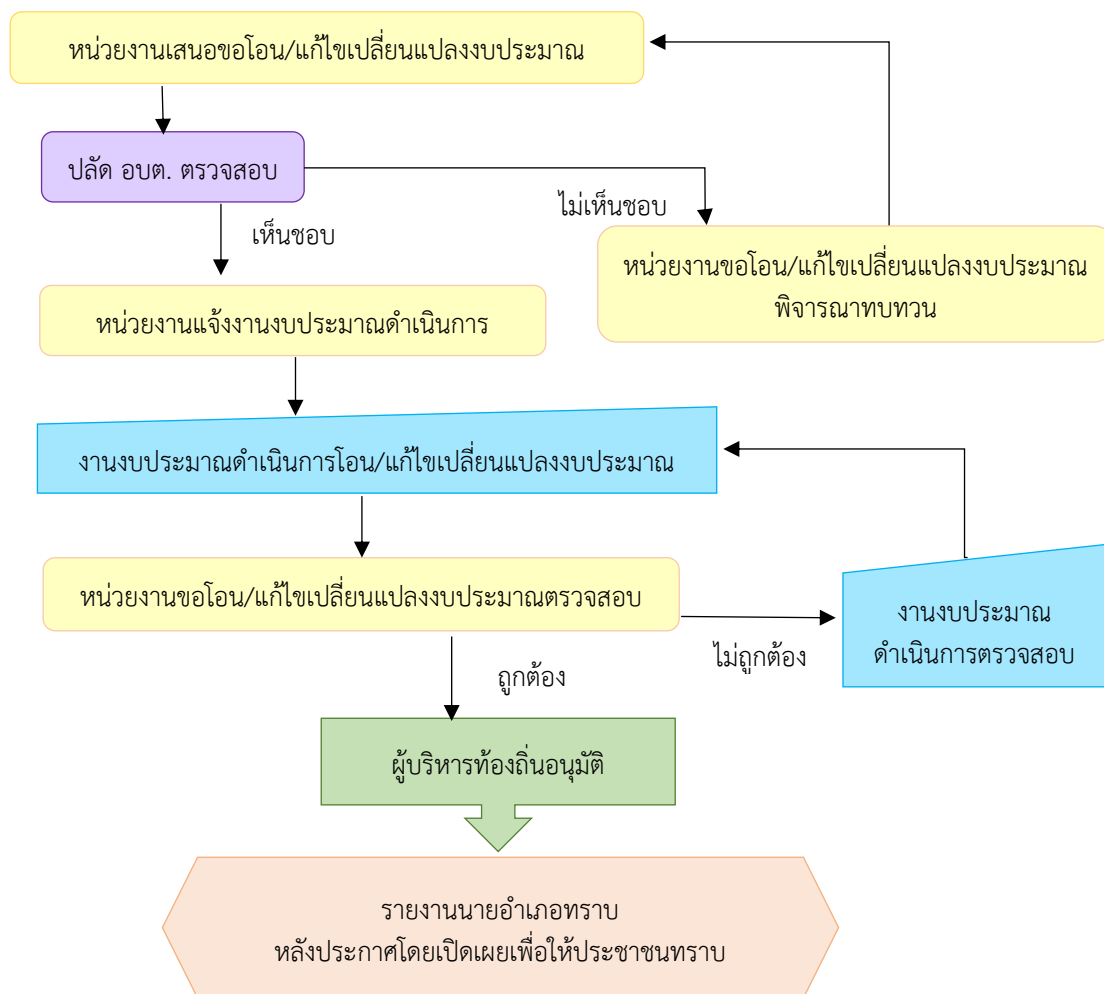 หน่วยงานเสนอขอโอน/แก้ไขเปลี่ยนแปลงงบประมาณ
ปลัด อบต. ตรวจสอบ
ไม่เห็นชอบ
เห็นชอบ
หน่วยงานขอโอน/แก้ไขเปลี่ยนแปลงงบประมาณ
พิจารณาทบทวน
หน่วยงานแจ้งงานงบประมาณดำเนินการ
งานงบประมาณดำเนินการโอน/แก้ไขเปลี่ยนแปลงงบประมาณ
หน่วยงานขอโอน/แก้ไขเปลี่ยนแปลงงบประมาณตรวจสอบ
งานงบประมาณ
ดำเนินการตรวจสอบ
ไม่ถูกต้อง
ถูกต้อง
ผู้บริหารท้องถิ่นอนุมัติ
รายงานนายอำเภอทราบ
หลังประกาศโดยเปิดเผยเพื่อให้ประชาชนทราบ